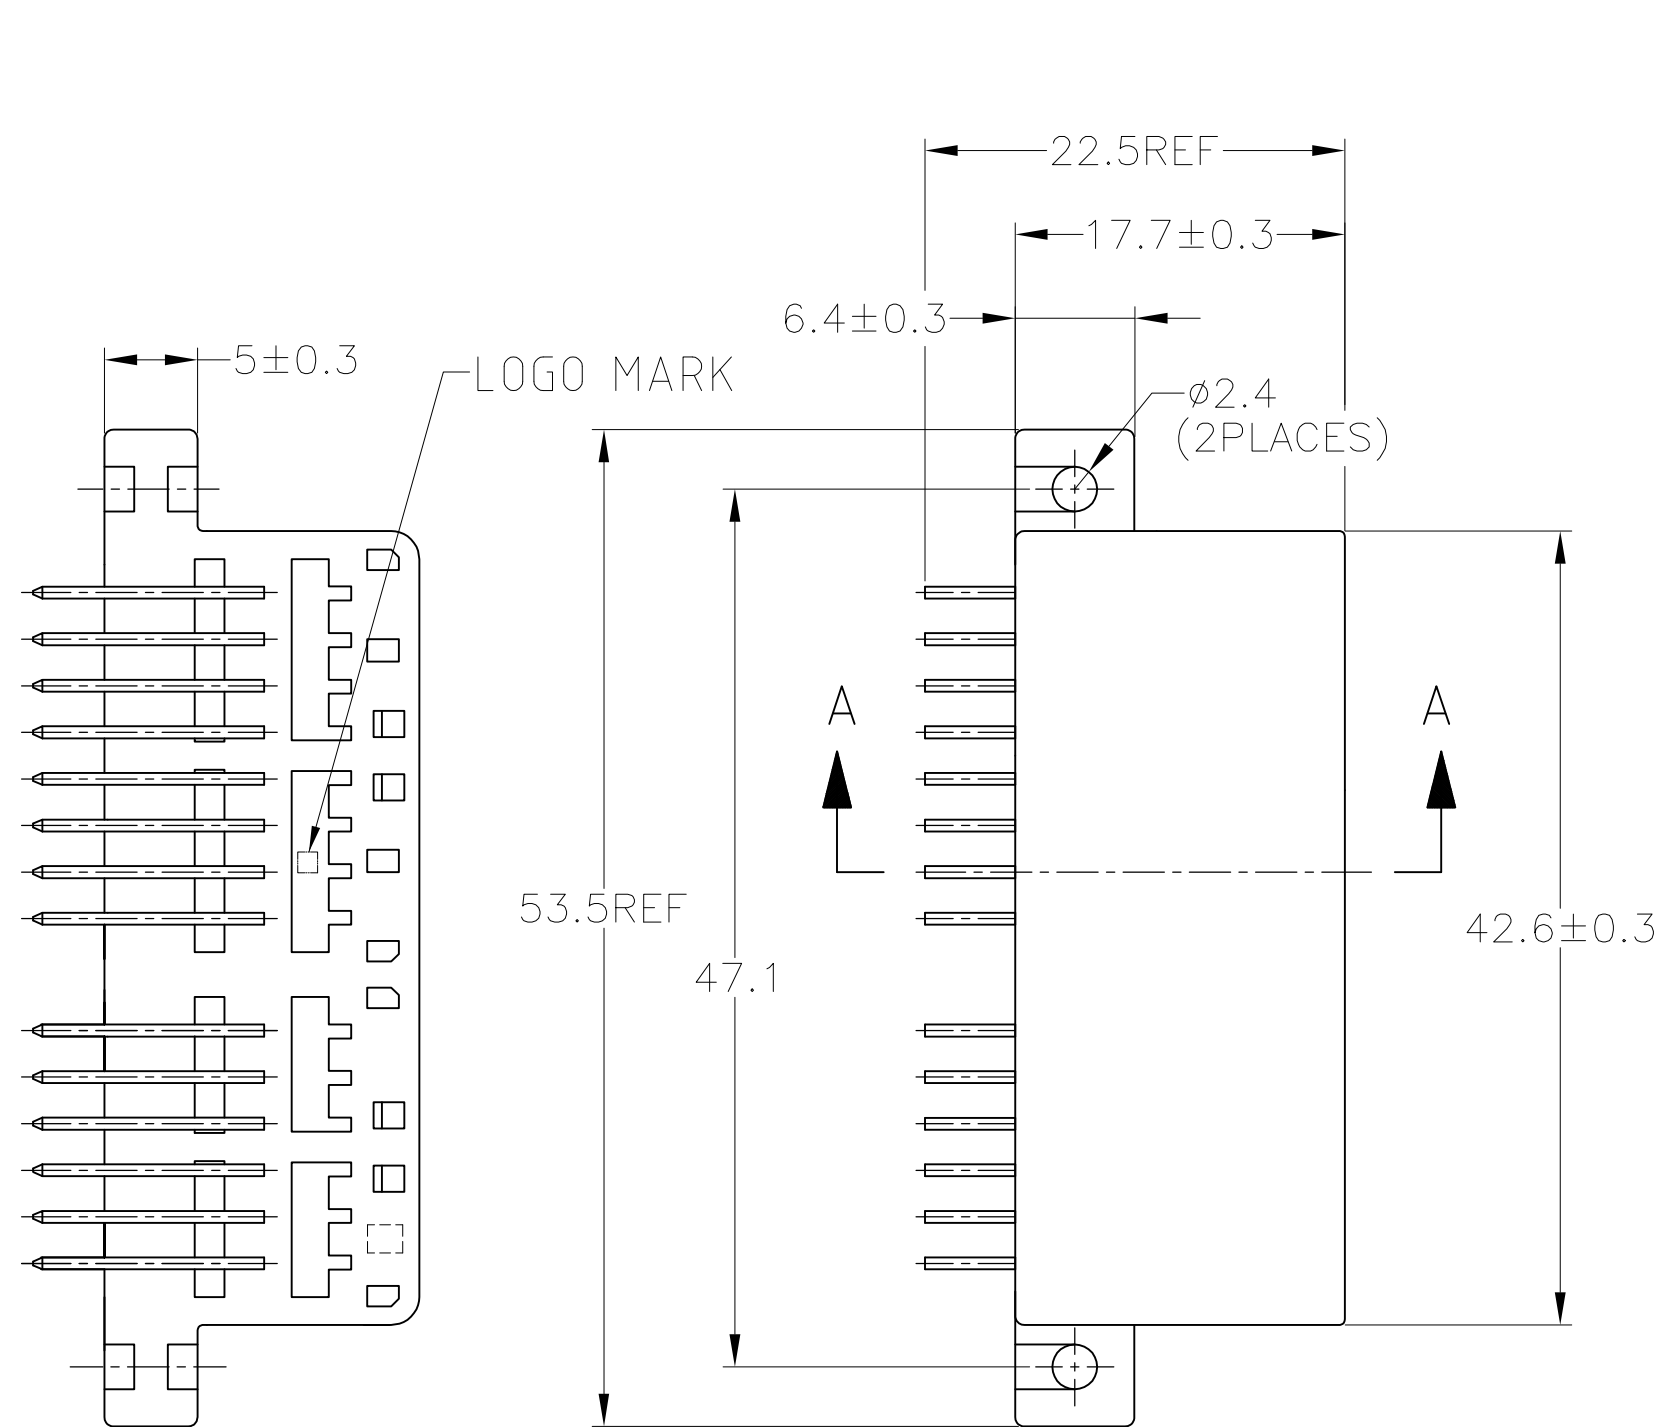 22.5REF
17.7±0.3
6.4±0.3
5±0.3
LOGO MARK
ø2.4
(2PLACES)
A
A
53.5REF
42.6±0.3
47.1